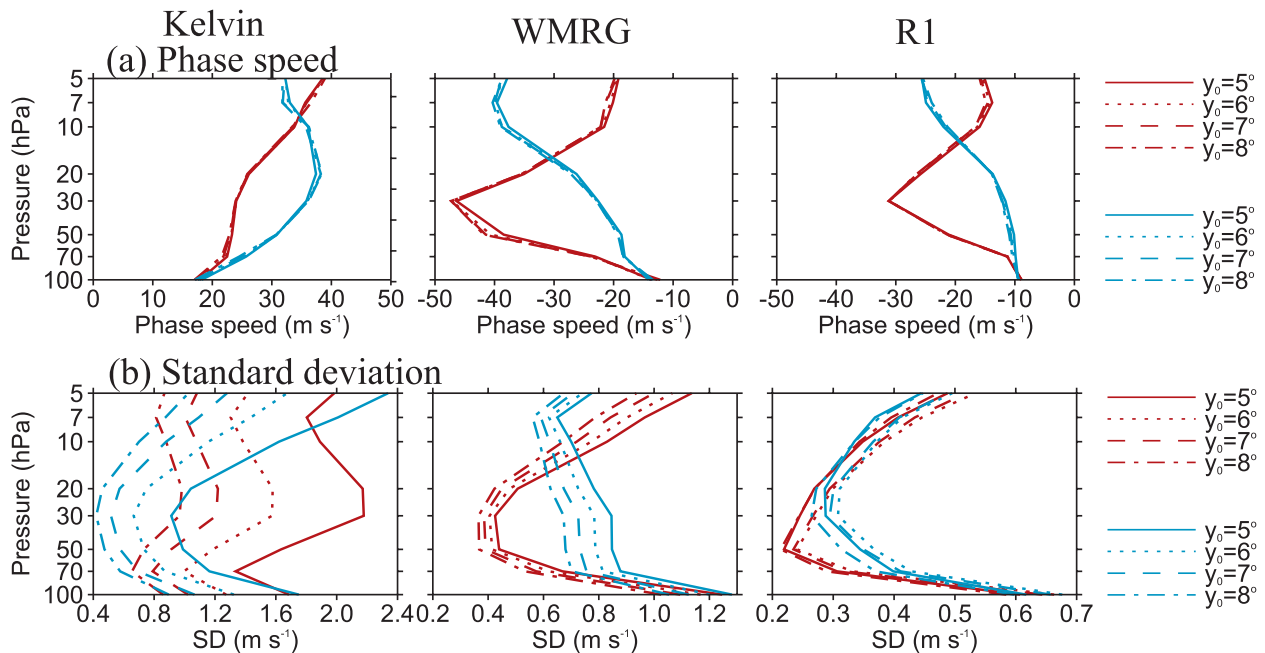 Kelvin WMRG R1
(a) Phase speed
5 7 10 20 30 50 70 100
Pressure (hPa)
0 10 20 30 40 50
Phase speed (m s⁻¹)
-50 -40 -30 -20 -10 0
Phase speed (m s⁻¹)
-50 -40 -30 -20 -10 0
Phase speed (m s⁻¹)
y₀=5°
y₀=6°
y₀=7°
y₀=8°
y₀=5°
y₀=6°
y₀=7°
y₀=8°
(b) Standard deviation
5 7 10 20 30 50 70 100
Pressure (hPa)
0.4 0.8 1.2 1.6 2.0 2.4
SD (m s⁻¹)
0.2 0.4 0.6 0.8 1.0 1.2
SD (m s⁻¹)
0.2 0.3 0.4 0.5 0.6 0.7
SD (m s⁻¹)
y₀=5°
y₀=6°
y₀=7°
y₀=8°
y₀=5°
y₀=6°
y₀=7°
y₀=8°